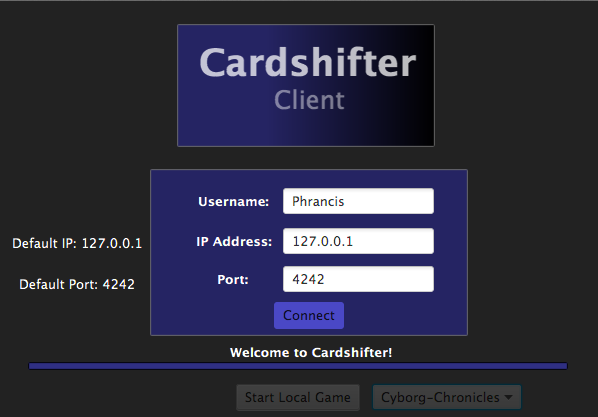 Cardshifter
Client
Username: Phrancis
Default IP: 127.0.0.1 IP Address: 127.0.0.1
Default Port: 4242 Port: 4242
Connect
Welcome to Cardshifter!
Start Local Game Cyborg-Chronicles